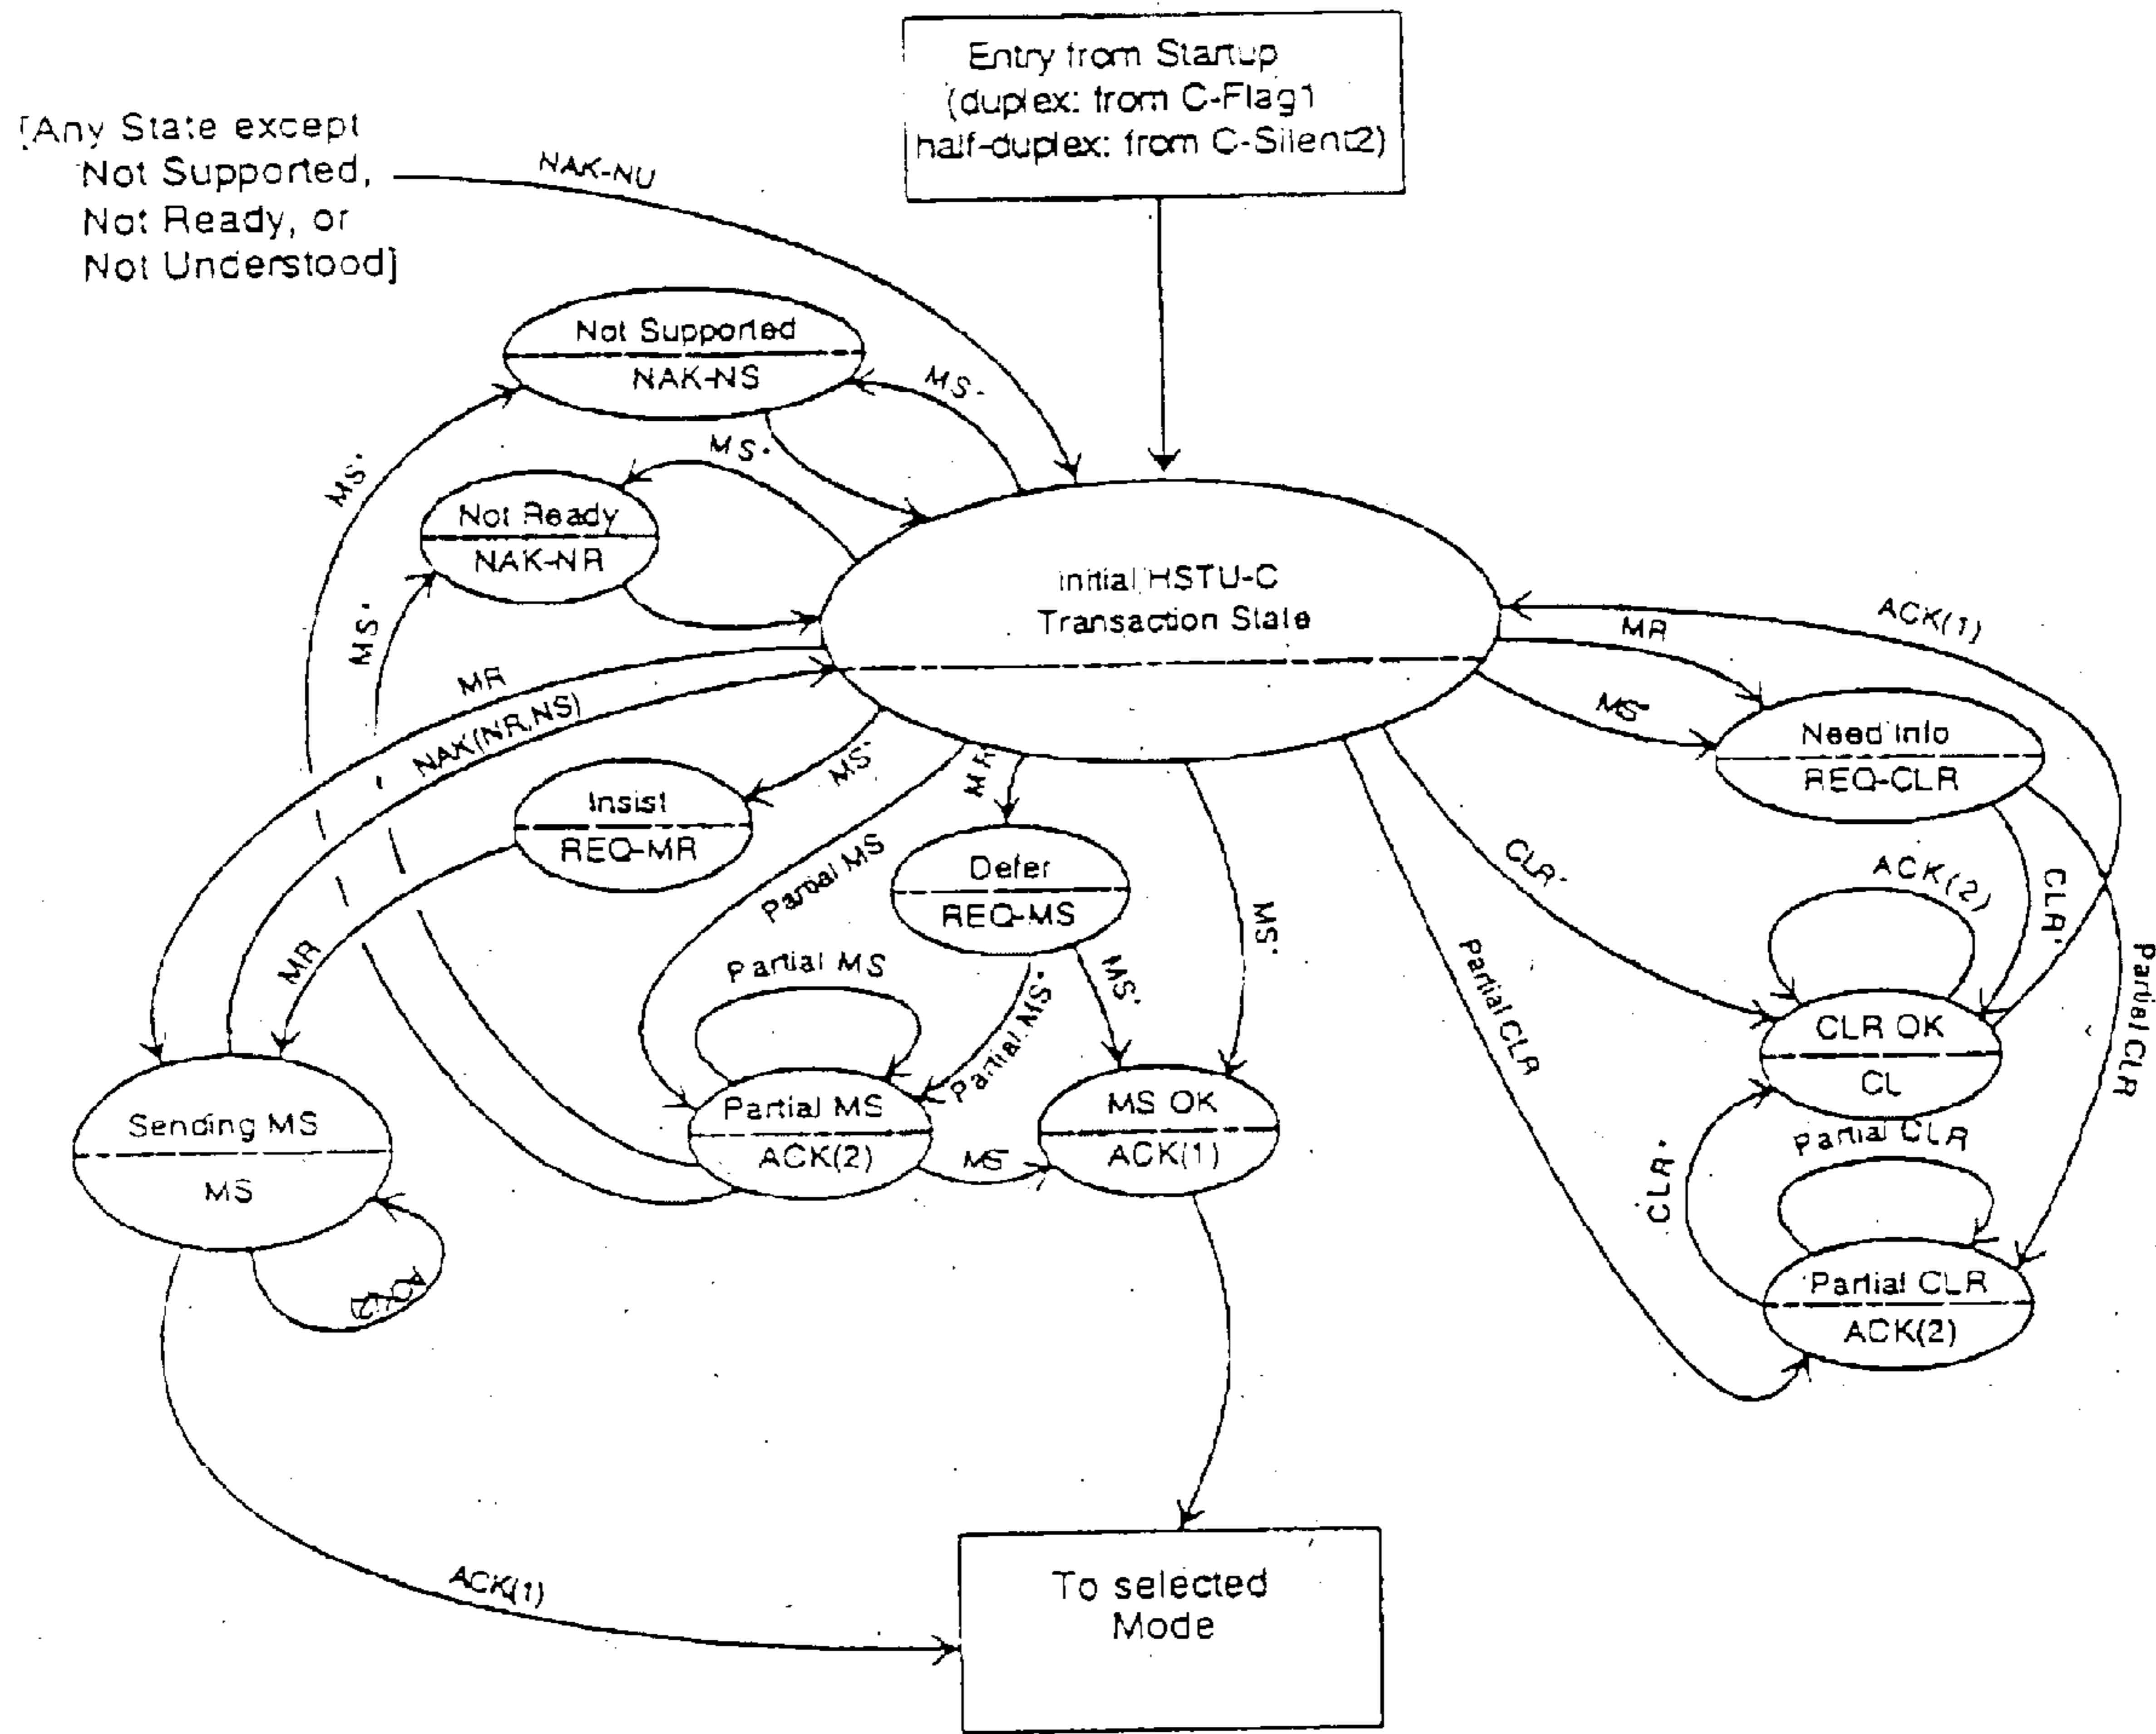 Entry from Startup
(duplex: from C-Flag1
half-duplex: from C-Silent2)
[Any State except
Not Supported,
Not Ready, or
Not Understood]
NAK-NU
Not Supported
NAK-NS
MS*
MS*
MS*
Not Ready
NAK-NR
MS*
Initial HSTU-C
Transaction State
MR
NAK(NR,NS)
ACK(1)
MR
MS*
Need Info
REQ-CLR
MS*
Insist
REQ-MR
MR
Partial MS
MR
Defer
REQ-MS
MS*
CLR*
Partial CLR
ACK(2)
CLR*
Partial CLR
MR
Partial MS
Partial MS*
MS*
CLR OK
CL
Sending MS
MS
Partial MS
ACK(2)
MS
MS OK
ACK(1)
Partial CLR
CLR*
Partial CLR
ACK(2)
ACK(1)
To selected
Mode